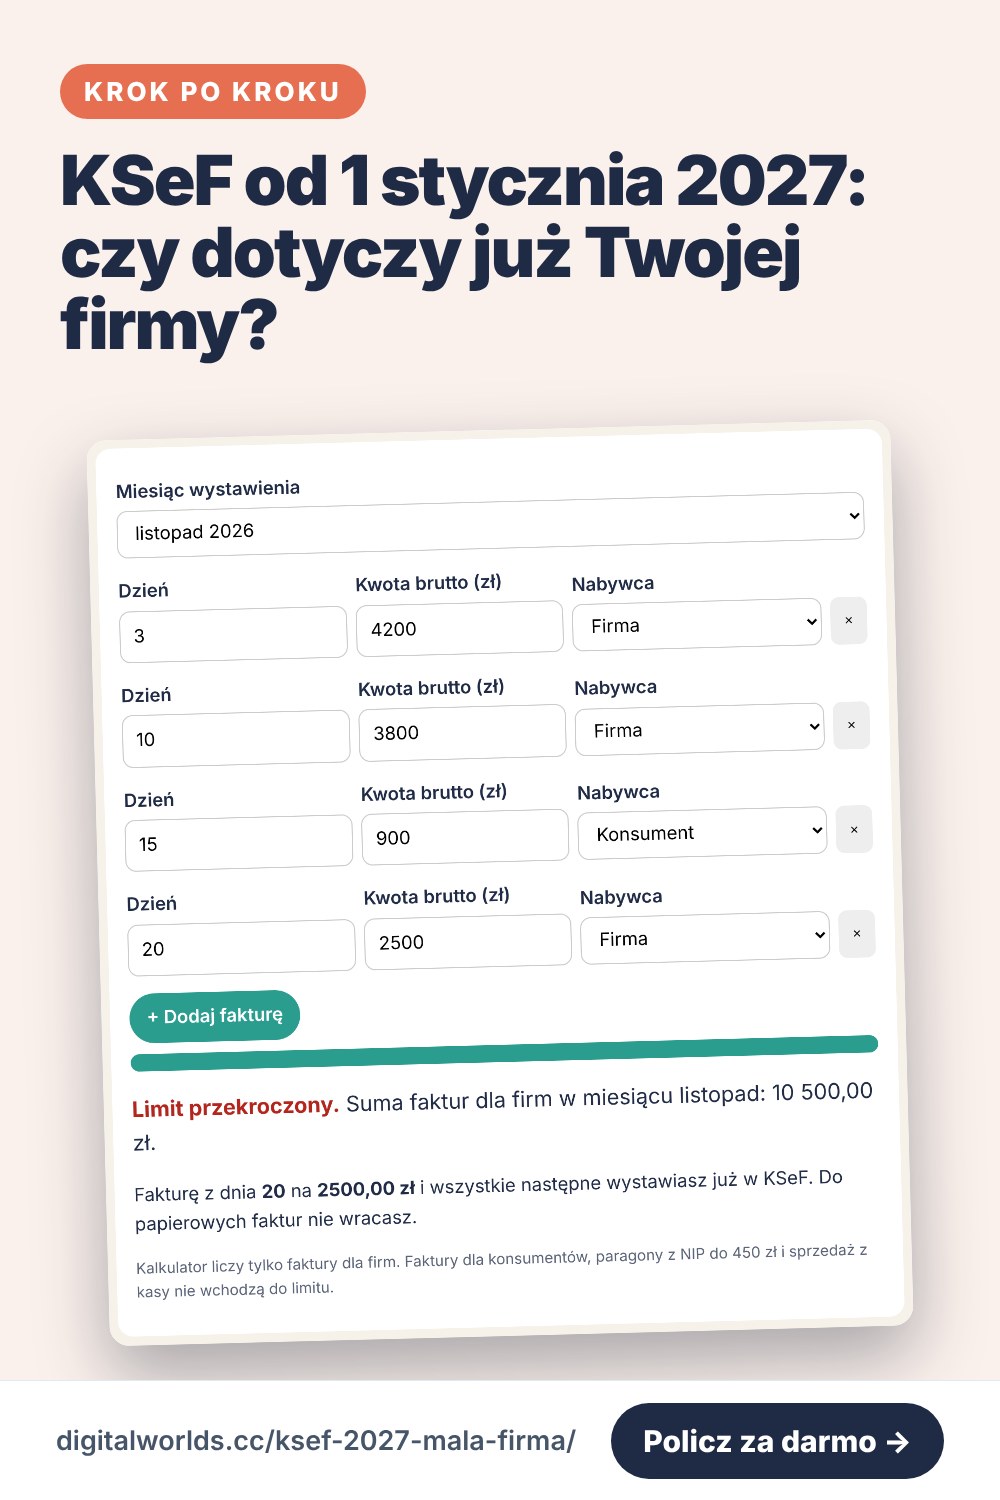 KROK PO KROKU
KSeF od 1 stycznia 2027:
czy dotyczy już Twojej
firmy?
Miesiąc wystawienia
listopad 2026
Dzień Kwota brutto (zł) Nabywca
3 4200 Firma ×
Dzień Kwota brutto (zł) Nabywca
10 3800 Firma ×
Dzień Kwota brutto (zł) Nabywca
15 900 Konsument ×
Dzień Kwota brutto (zł) Nabywca
20 2500 Firma ×
+ Dodaj fakturę
Limit przekroczony. Suma faktur dla firm w miesiącu listopad: 10 500,00
zł.
Fakturę z dnia 20 na 2500,00 zł i wszystkie następne wystawiasz już w KSeF. Do
papierowych faktur nie wracasz.
Kalkulator liczy tylko faktury dla firm. Faktury dla konsumentów, paragony z NIP do 450 zł i sprzedaż z
kasy nie wchodzą do limitu.
digitalworlds.cc/ksef-2027-mala-firma/
Policz za darmo →